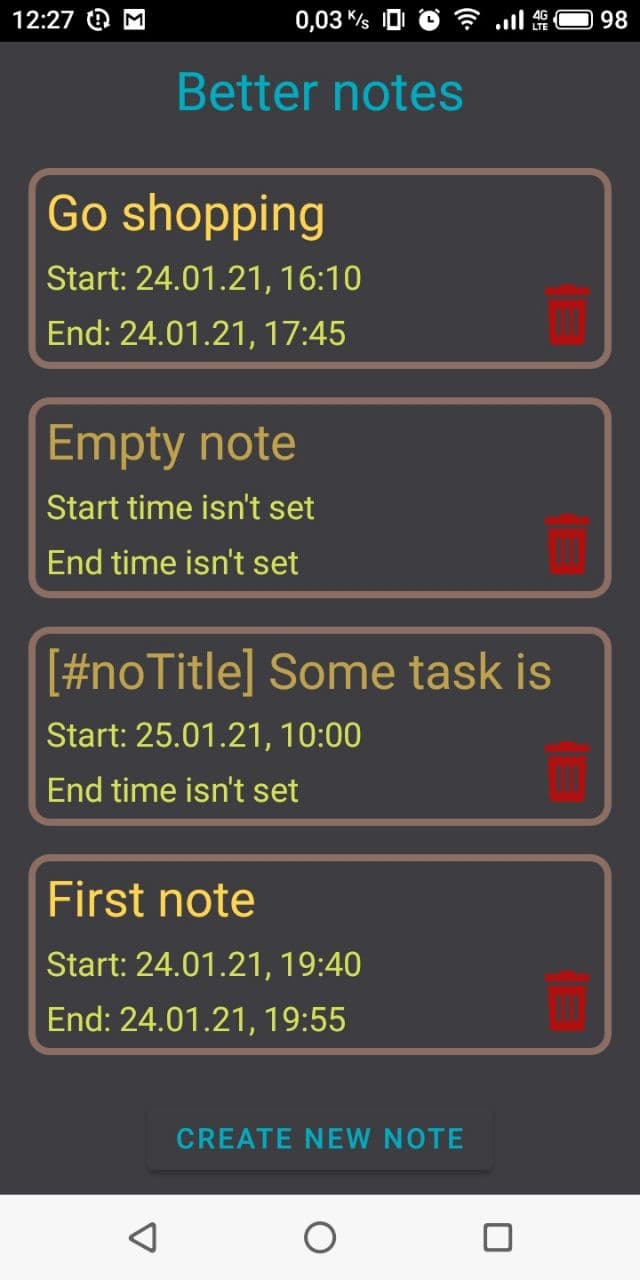 12:27 0,03 K/s 4G LTE 98
Better notes
Go shopping
Start: 24.01.21, 16:10
End: 24.01.21, 17:45
Empty note
Start time isn't set
End time isn't set
[#noTitle] Some task is
Start: 25.01.21, 10:00
End time isn't set
First note
Start: 24.01.21, 19:40
End: 24.01.21, 19:55
CREATE NEW NOTE